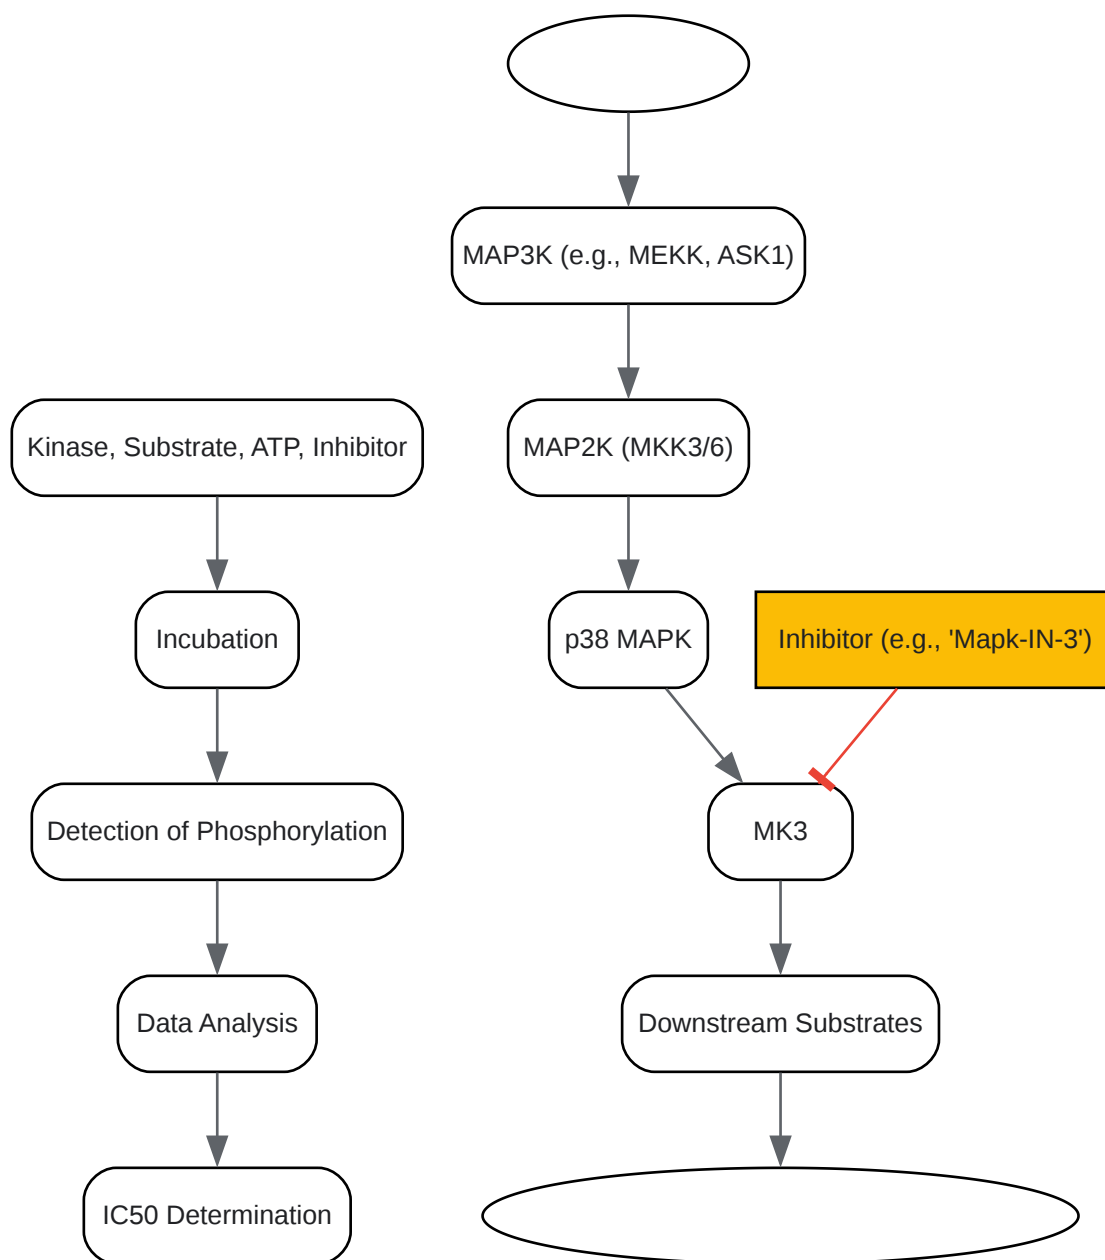 MAP3K (e.g., MEKK, ASK1)
Kinase, Substrate, ATP, Inhibitor
MAP2K (MKK3/6)
Incubation
p38 MAPK
Inhibitor (e.g., 'Mapk-IN-3')
Detection of Phosphorylation
MK3
Data Analysis
Downstream Substrates
IC50 Determination